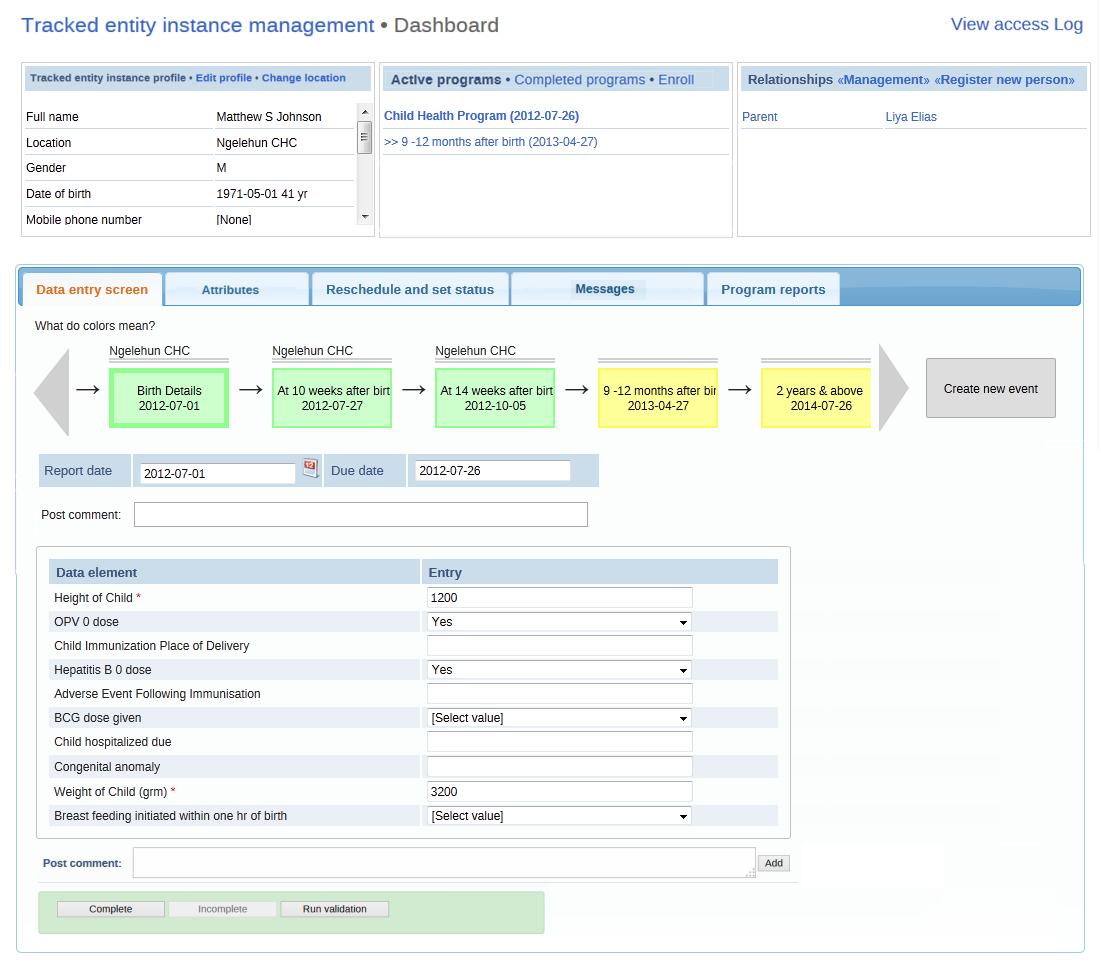 Tracked entity instance management • Dashboard
View access Log
Tracked entity instance profile • Edit profile • Change location
Full name Matthew S Johnson
Location Ngelehun CHC
Gender M
Date of birth 1971-05-01 41 yr
Mobile phone number [None]
Active programs • Completed programs • Enroll
Child Health Program (2012-07-26)
>> 9 -12 months after birth (2013-04-27)
Relationships «Management» «Register new person»
Parent Liya Elias
Data entry screen Attributes Reschedule and set status Messages Program reports
What do colors mean?
Ngelehun CHC Ngelehun CHC Ngelehun CHC
Birth Details At 10 weeks after birt At 14 weeks after birt 9 -12 months after bir 2 years & above
2012-07-01 2012-07-27 2012-10-05 2013-04-27 2014-07-26
Create new event
Report date 2012-07-01 12 Due date 2012-07-26
Post comment:
Data element Entry
Height of Child * 1200
OPV 0 dose Yes
Child Immunization Place of Delivery
Hepatitis B 0 dose Yes
Adverse Event Following Immunisation
BCG dose given [Select value]
Child hospitalized due
Congenital anomaly
Weight of Child (grm) * 3200
Breast feeding initiated within one hr of birth [Select value]
Post comment: Add
Complete Incomplete Run validation